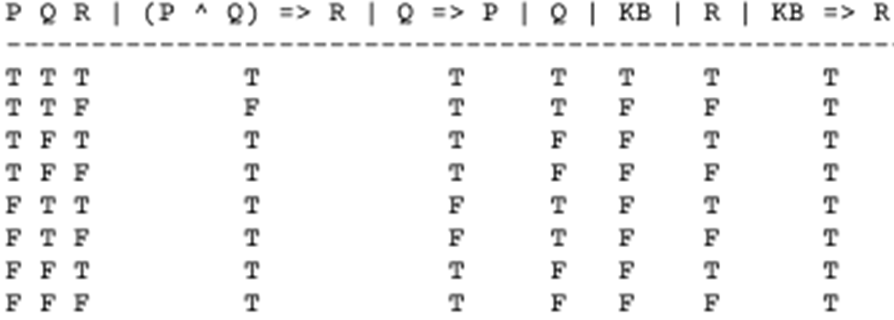 P Q R | (P ^ Q) => R | Q => P | Q | KB | R | KB => R
------------------------------------------------------
T T T T T T T T T
T T F F T T F F T
T F T T T F F T T
T F F T T F F F T
F T T T F T F T T
F T F T F T F F T
F F T T T F F T T
F F F T T F F F T